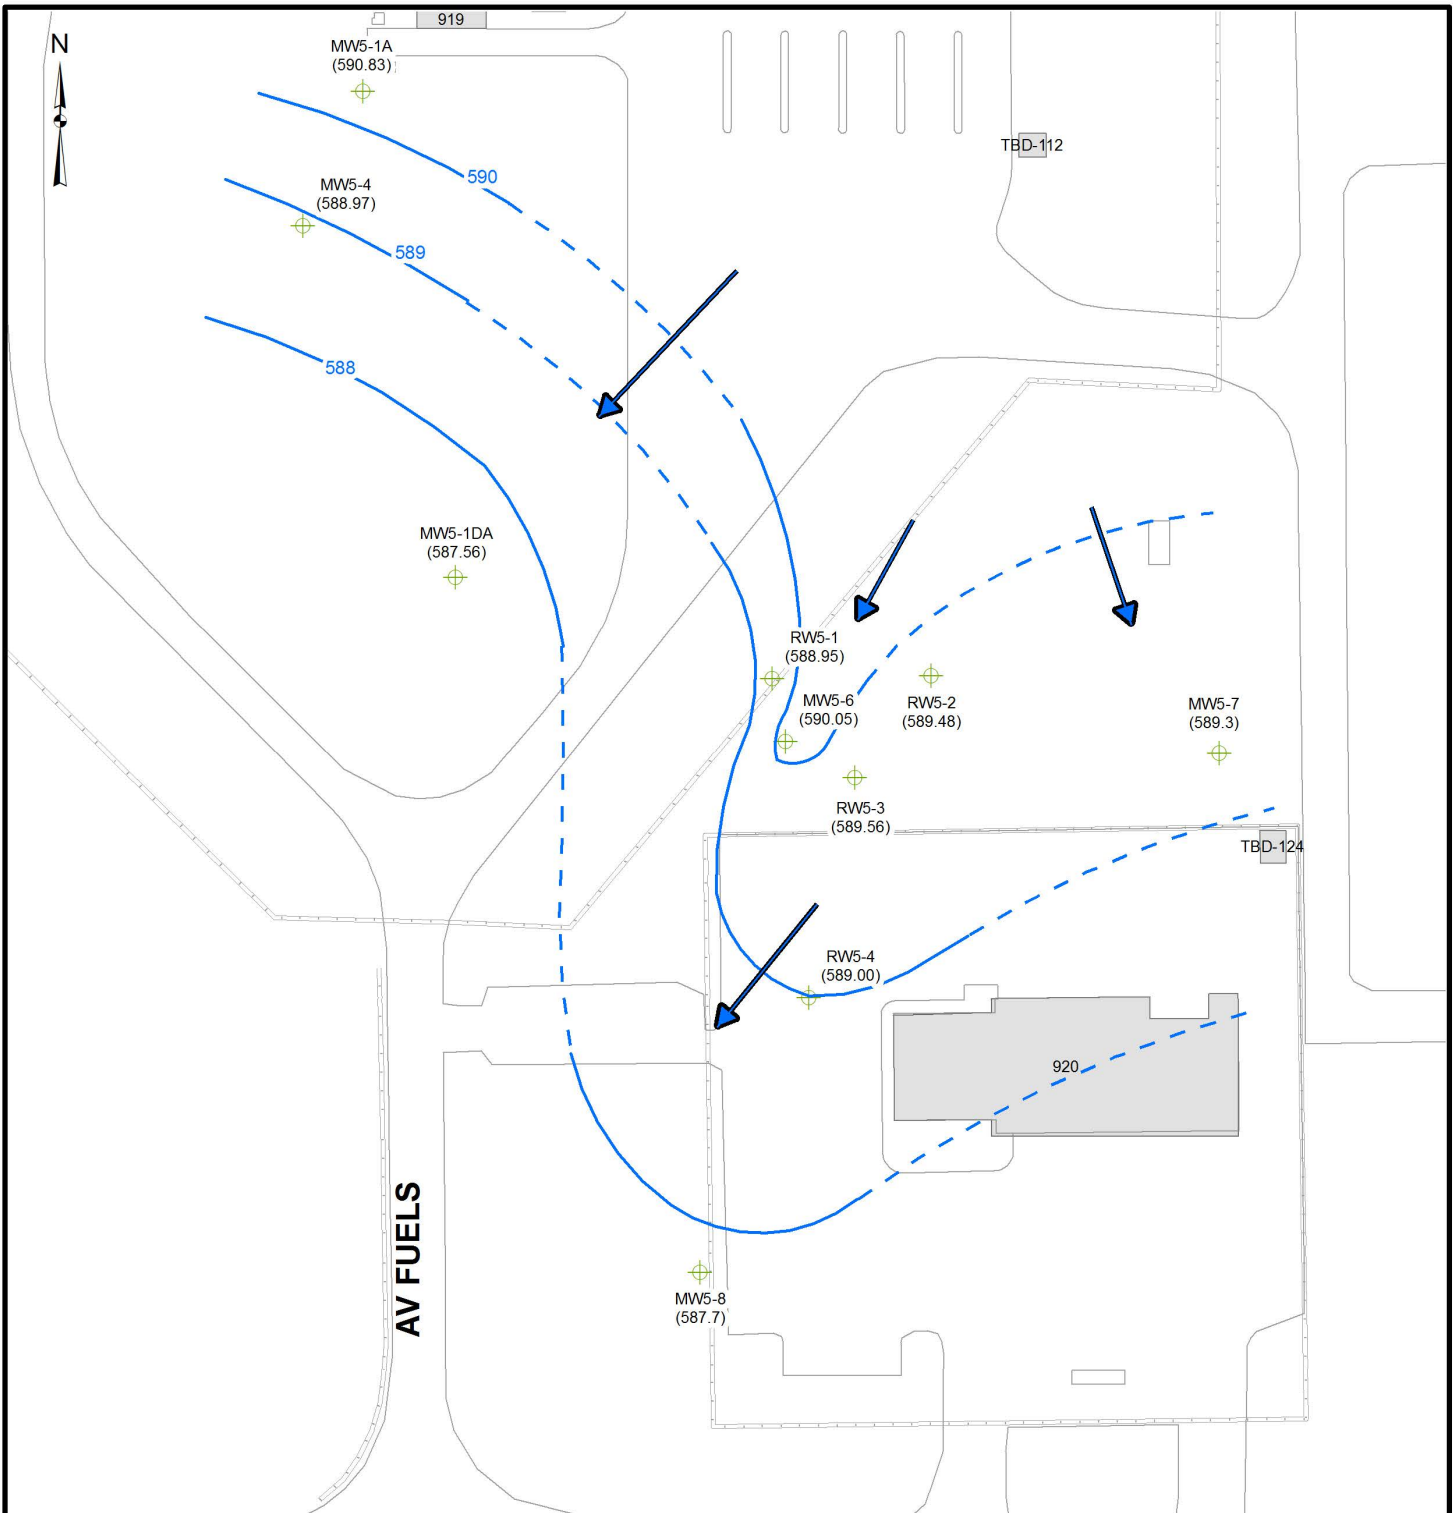 919
N
MW5-1A
(590.83)
TBD-112
590
MW5-4
(588.97)
589
588
MW5-1DA
(587.56)
RW5-1
(588.95)
MW5-6
(590.05)
RW5-2
(589.48)
MW5-7
(589.3)
RW5-3
(589.56)
TBD-124
RW5-4
(589.00)
920
AV FUELS
MW5-8
(587.7)